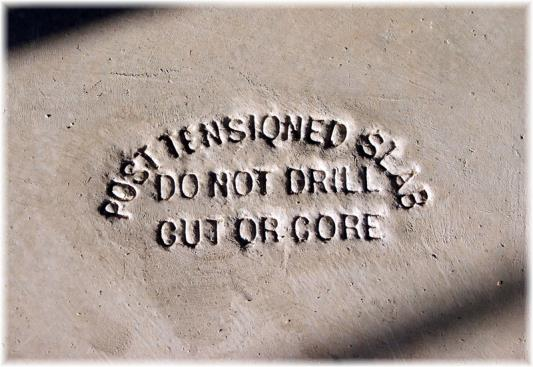 POST TENSIONED SLAB
DO NOT DRILL
CUT OR CORE